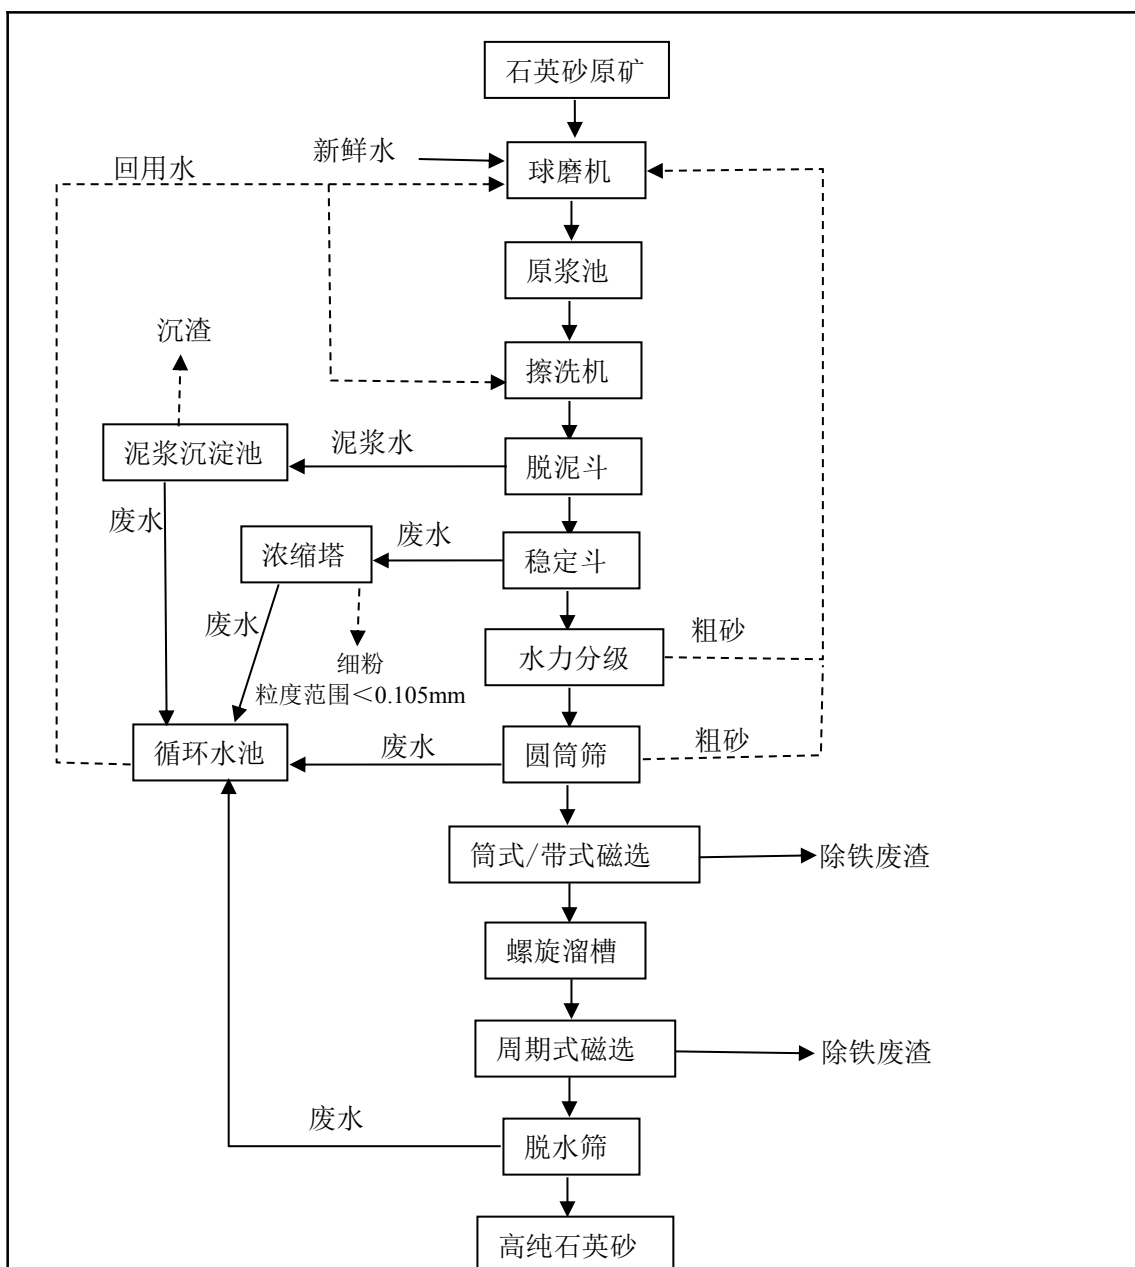 石英砂原矿
新鲜水
回用水
球磨机
原浆池
沉渣
擦洗机
泥浆沉淀池
泥浆水
脱泥斗
废水
浓缩塔
废水
稳定斗
废水
粗砂
水力分级
细粉
粒度范围＜0.105mm
循环水池
废水
圆筒筛
粗砂
筒式/带式磁选
除铁废渣
螺旋溜槽
周期式磁选
除铁废渣
废水
脱水筛
高纯石英砂